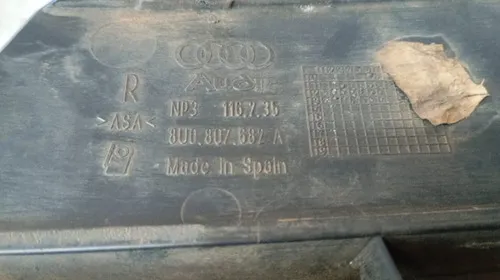 Audi
R
NP3 116.7.35
>ASA<
8U0.807.682 A
Made in Spain